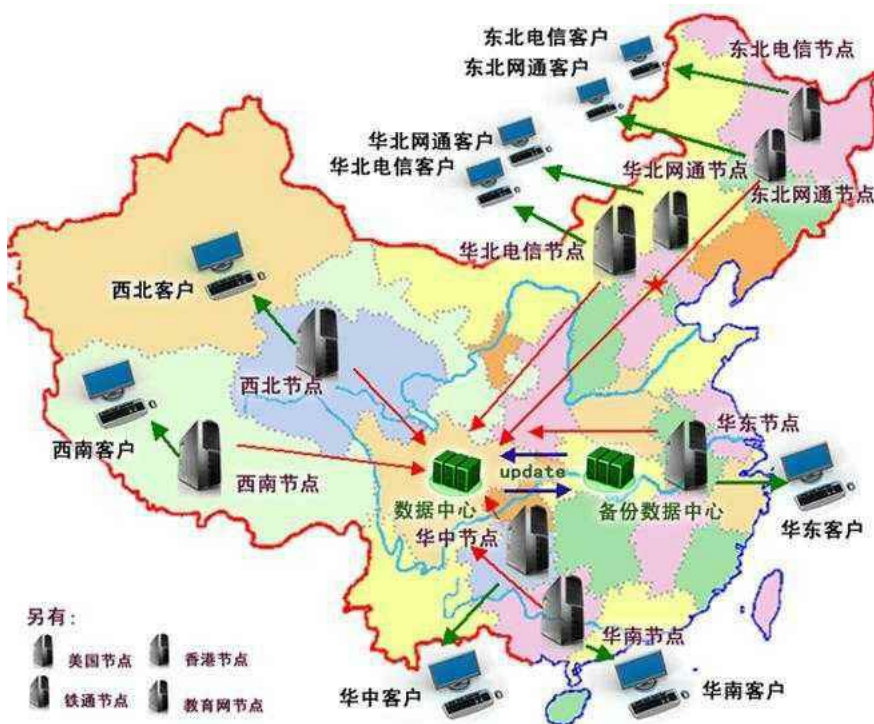 东北电信客户
东北电信节点
东北网通客户
华北网通客户
华北电信客户
华北网通节点
东北网通节点
华北电信节点
西北客户
西北节点
西南客户
西南节点
华东节点
update
数据中心
备份数据中心
华东客户
华中节点
华南节点
华中客户
华南客户
另有:
美国节点
香港节点
铁通节点
教育网节点